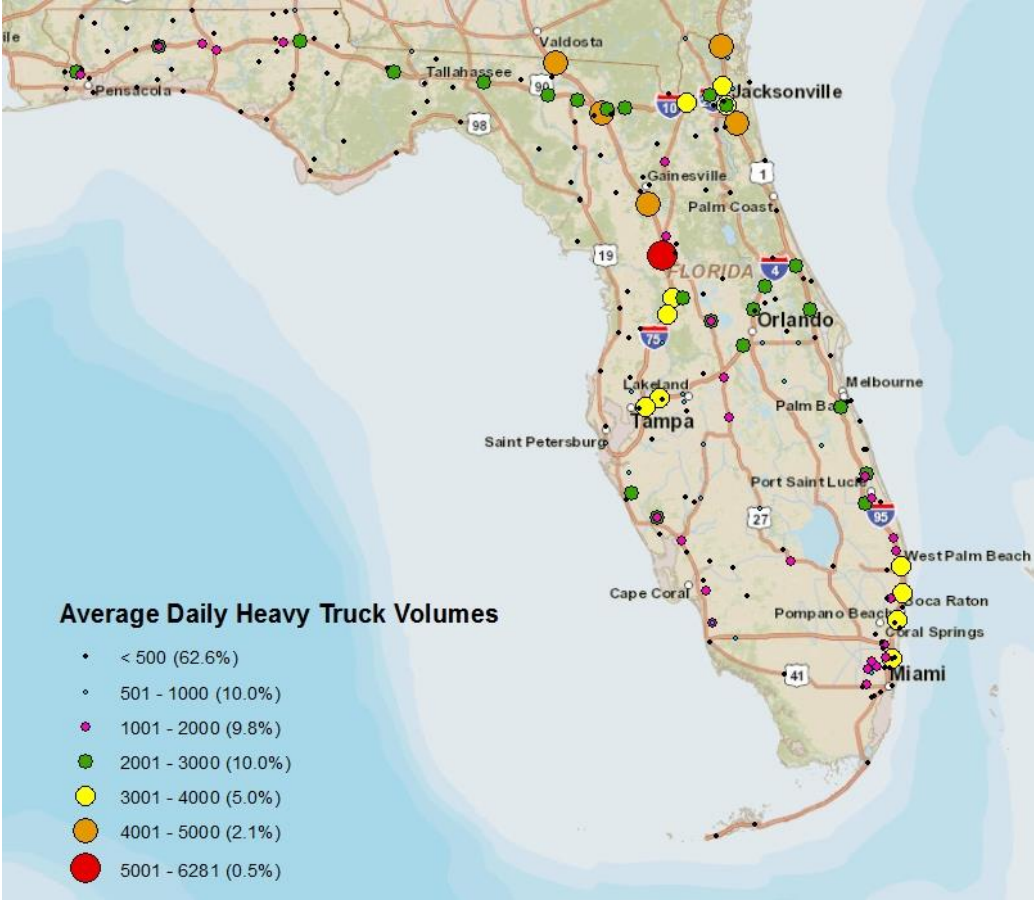 ile
Valdosta
Tallahassee
90
Pensacola
10
Jacksonville
98
1
Gainesville
Palm Coast
19
FLORIDA
4
75
Orlando
Lakeland
Melbourne
Palm Ba
Tampa
Saint Petersburg
Port Saint Lucie
27
95
West Palm Beach
Cape Coral
Boca Raton
Pompano Beach
Coral Springs
41
Miami
Average Daily Heavy Truck Volumes
< 500 (62.6%)
501 - 1000 (10.0%)
1001 - 2000 (9.8%)
2001 - 3000 (10.0%)
3001 - 4000 (5.0%)
4001 - 5000 (2.1%)
5001 - 6281 (0.5%)